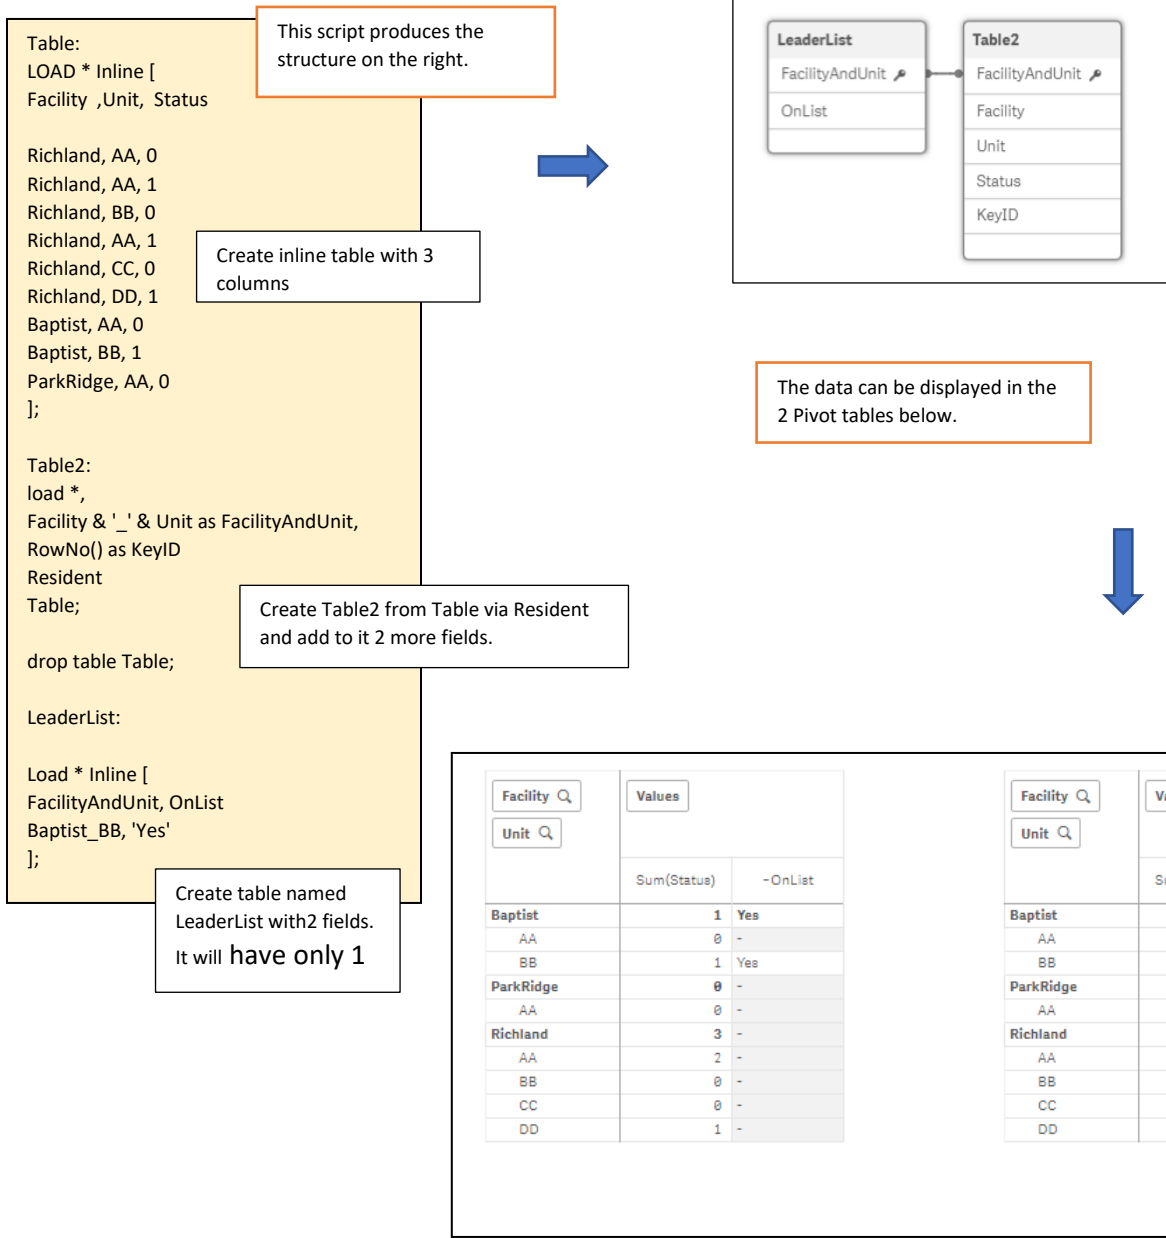 Table:
LOAD * Inline [
Facility ,Unit, Status
Richland, AA, 0
Richland, AA, 1
Richland, BB, 0
Richland, AA, 1
Richland, CC, 0
Richland, DD, 1
Baptist, AA, 0
Baptist, BB, 1
ParkRidge, AA, 0
];
Table2:
load *,
Facility & '_' & Unit as FacilityAndUnit,
RowNo() as KeyID
Resident
Table;
drop table Table;
LeaderList:
Load * Inline [
FacilityAndUnit, OnList
Baptist_BB, 'Yes'
];
This script produces the
structure on the right.
Create inline table with 3
columns
Create Table2 from Table via Resident
and add to it 2 more fields.
Create table named
LeaderList with2 fields.
It will have only 1
LeaderList
FacilityAndUnit
OnList
Table2
FacilityAndUnit
Facility
Unit
Status
KeyID
The data can be displayed in the
2 Pivot tables below.
Facility Values
Unit
Sum(Status) -OnList
Baptist 1 Yes
AA 0 -
BB 1 Yes
ParkRidge 0 -
AA 0 -
Richland 3 -
AA 2 -
BB 0 -
CC 0 -
DD 1 -
Facility
Unit
Baptist
AA
BB
ParkRidge
AA
Richland
AA
BB
CC
DD